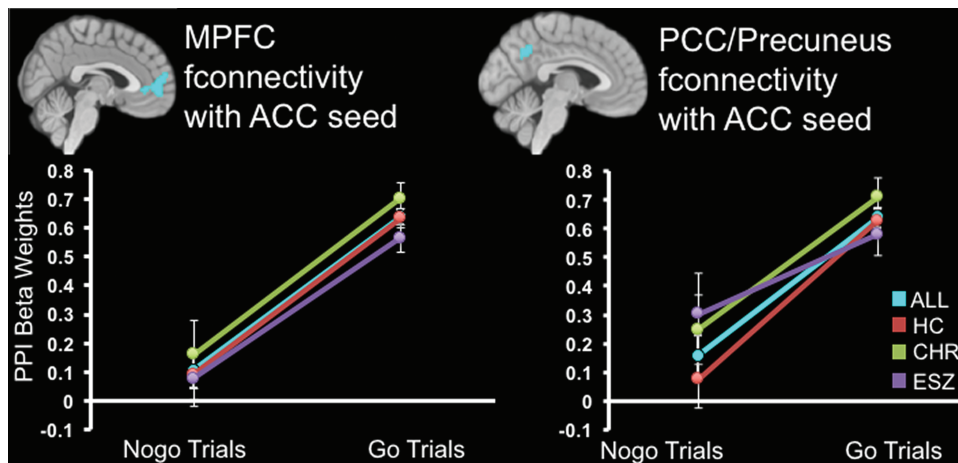 MPFC
fconnectivity
with ACC seed
PCC/Precuneus
fconnectivity
with ACC seed
PPI Beta Weights
0.8
0.7
0.6
0.5
0.4
0.3
0.2
0.1
0
-0.1
Nogo Trials
Go Trials
0.8
0.7
0.6
0.5
0.4
0.3
0.2
0.1
0
-0.1
Nogo Trials
Go Trials
ALL
HC
CHR
ESZ